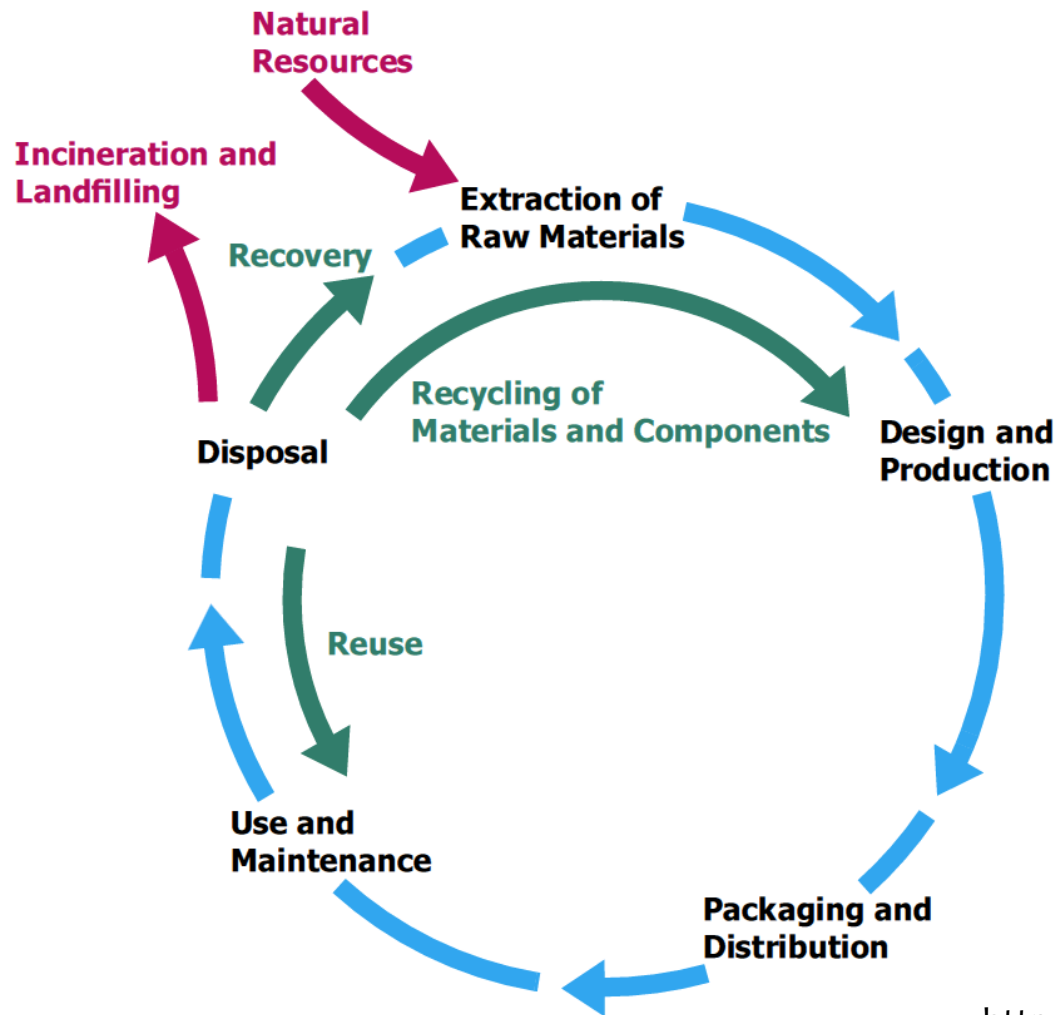 Natural
Resources
Incineration and
Landfilling
Extraction of
Raw Materials
Recovery
Recycling of
Materials and Components
Design and
Production
Disposal
Reuse
Use and
Maintenance
Packaging and
Distribution